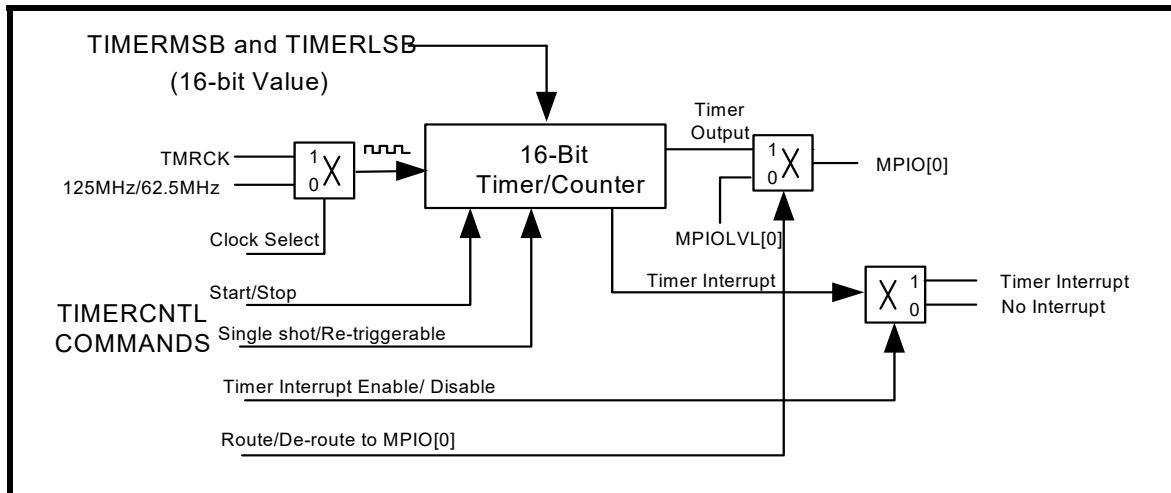 TIMERMSB and TIMERLSB
(16-bit Value)
Timer
Output
16-Bit
Timer/Counter
TMRCK
125MHz/62.5MHz
1
0
X
1
0
X
MPIO[0]
Clock Select
MPIOLVL[0]
Timer Interrupt
X
1
0
Timer Interrupt
No Interrupt
Start/Stop
TIMERCNTL
COMMANDS
Single shot/Re-triggerable
Timer Interrupt Enable/ Disable
Route/De-route to MPIO[0]